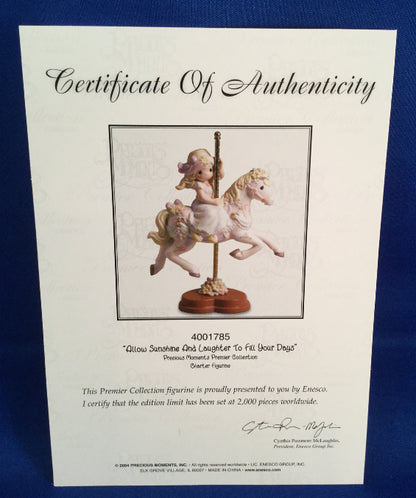 Certificate Of Authenticity
4001785
"Allow Sunshine And Laughter To Fill Your Days"
Precious Moments Premier Collection
Charter Figurine
This Premier Collection figurine is proudly presented to you by Enesco.
I certify that the edition limit has been set at 2,000 pieces worldwide.
Cynthia Passmore McLaughlin,
President, Enesco Group Inc.
© 2004 PRECIOUS MOMENTS, INC. • All rights reserved worldwide • LIC. ENESCO GROUP, INC.
ELK GROVE VILLAGE, IL 60007 • MADE IN CHINA • www.enesco.com